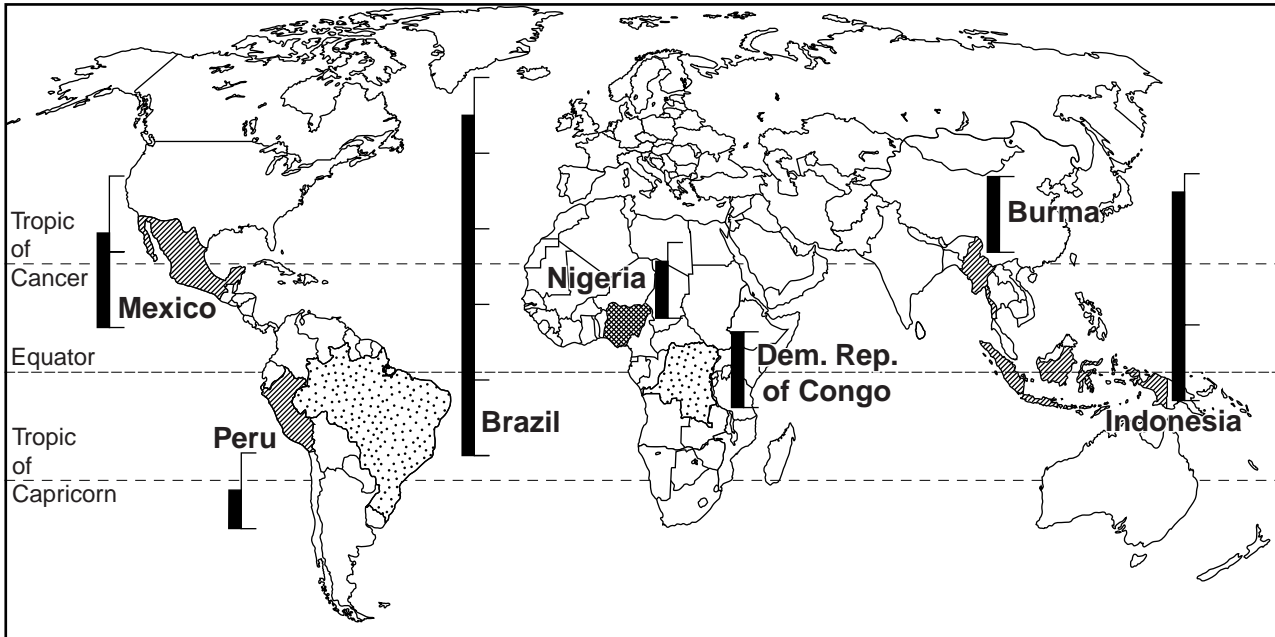 Tropic
of
Cancer
Mexico
Equator
Tropic
of
Capricorn
Peru
Brazil
Nigeria
Dem. Rep.
of Congo
Burma
Indonesia